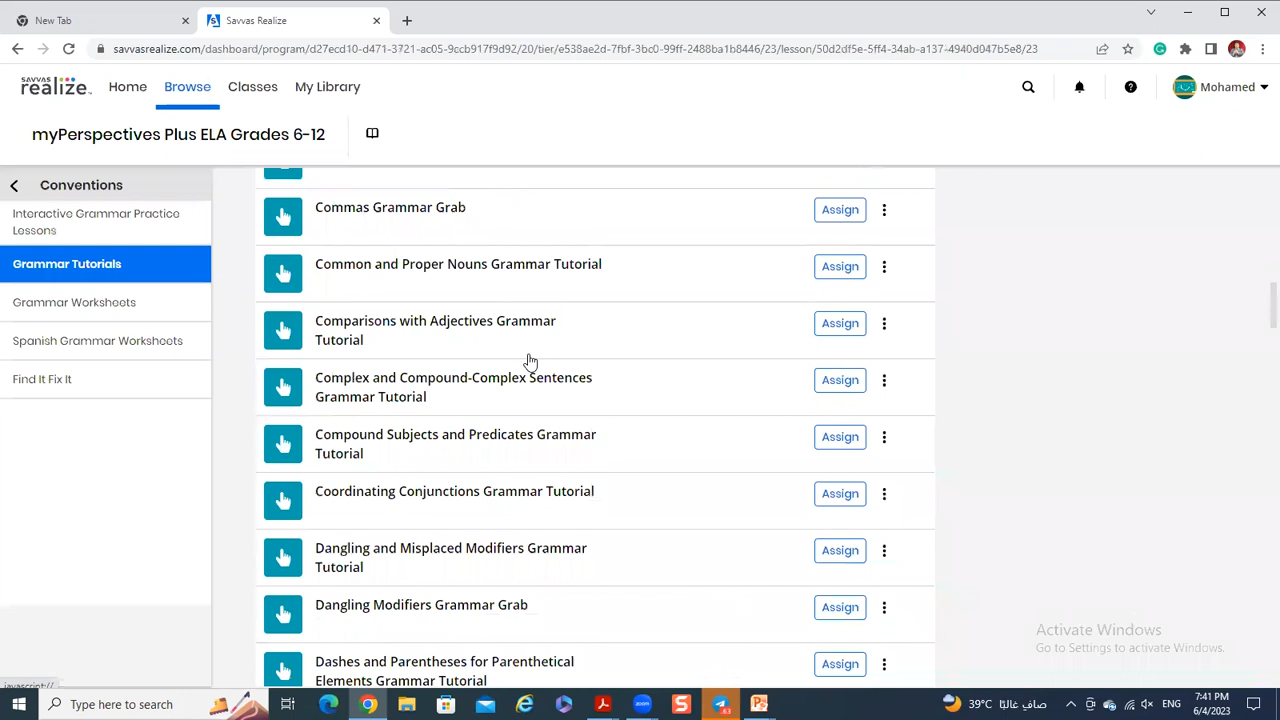 New Tab
Savvas Realize
savvasrealize.com/dashboard/program/d27ecd10-d471-3721-ac05-9ccb917f9d92/20/tier/e538ae2d-7fbf-3bc0-99ff-2488ba1b8446/23/lesson/50d2df5e-5ff4-34ab-a137-4940d047b5e8/23
SAVVAS
realize
Home
Browse
Classes
My Library
Mohamed
myPerspectives Plus ELA Grades 6-12
Conventions
Interactive Grammar Practice
Lessons
Grammar Tutorials
Grammar Worksheets
Spanish Grammar Worksheets
Find It Fix It
Commas Grammar Grab
Assign
Common and Proper Nouns Grammar Tutorial
Assign
Comparisons with Adjectives Grammar
Tutorial
Assign
Complex and Compound-Complex Sentences
Grammar Tutorial
Assign
Compound Subjects and Predicates Grammar
Tutorial
Assign
Coordinating Conjunctions Grammar Tutorial
Assign
Dangling and Misplaced Modifiers Grammar
Tutorial
Assign
Dangling Modifiers Grammar Grab
Assign
Dashes and Parentheses for Parenthetical
Elements Grammar Tutorial
Assign
Activate Windows
Go to Settings to activate Windows.
javascript://
Type here to search
zoom
39°C صافٍ غالبًا
ENG
7:41 PM
6/4/2023